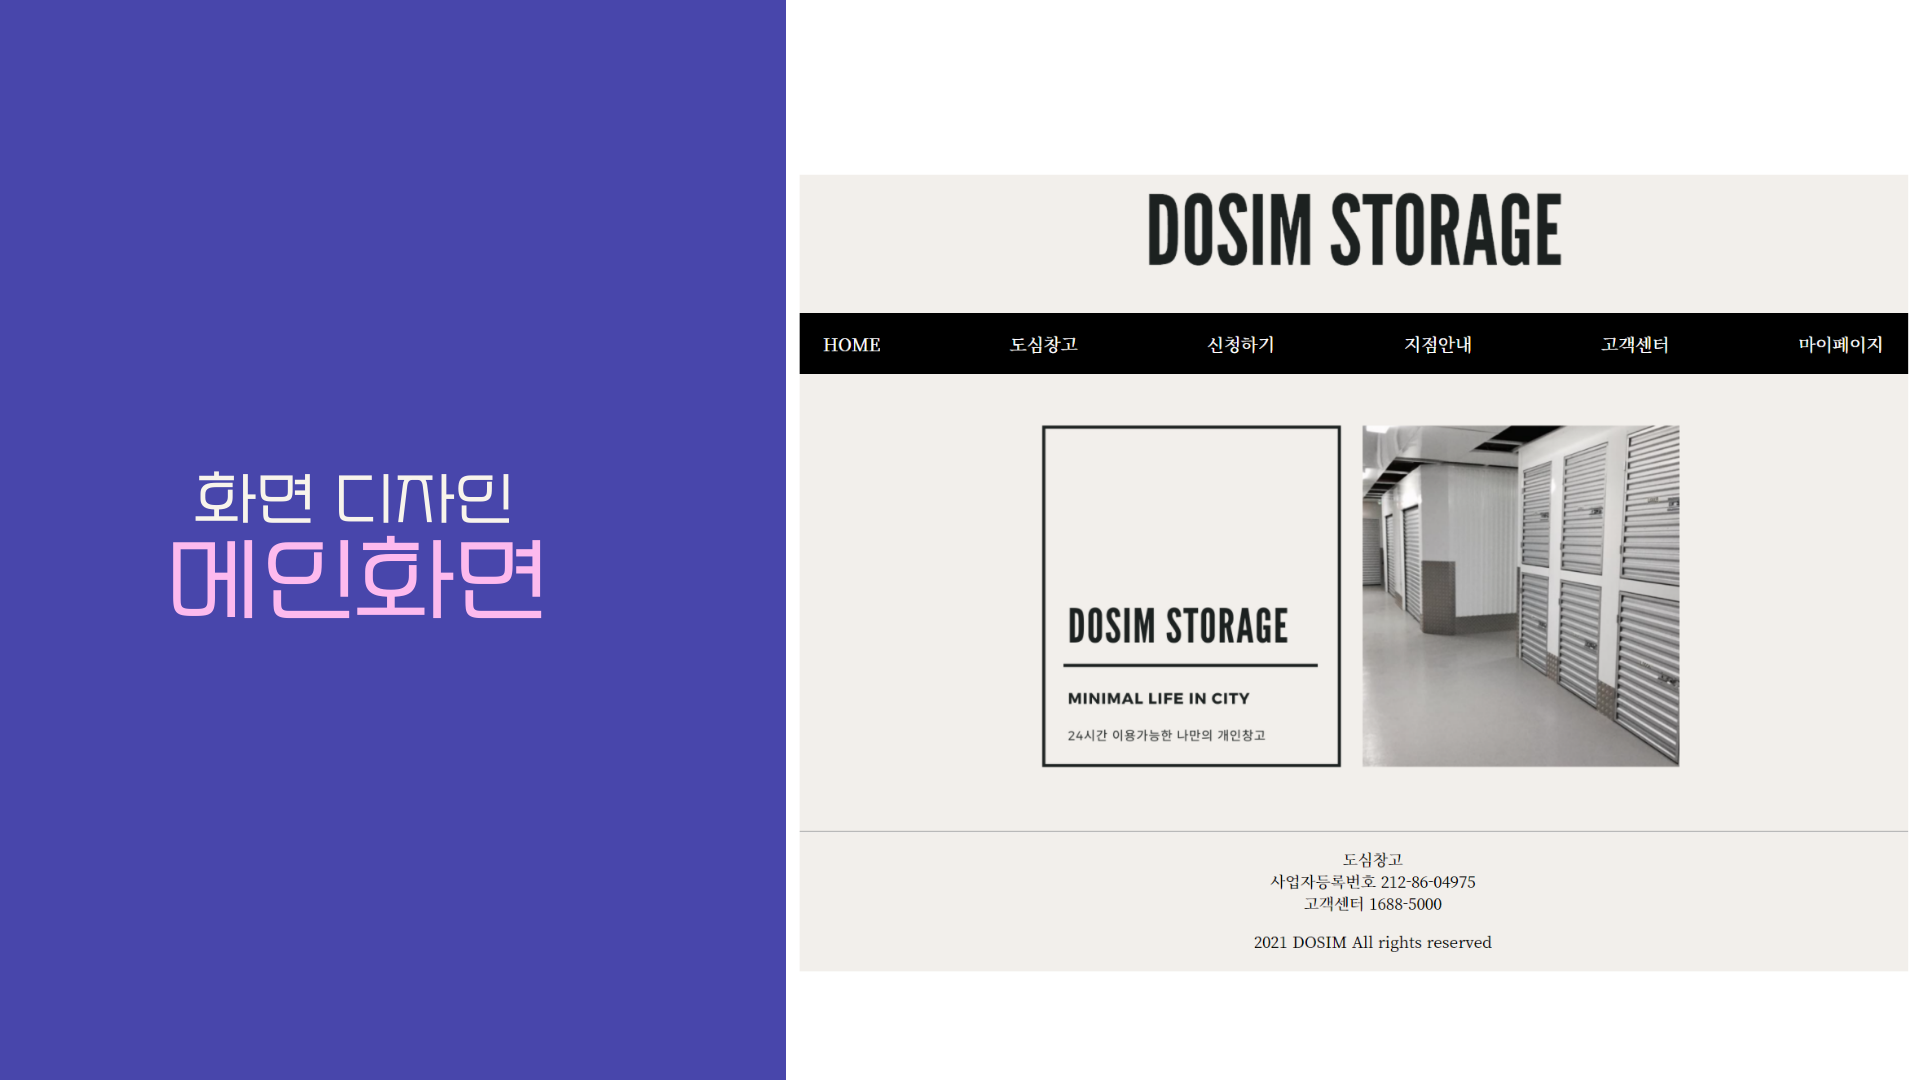 화면 디자인
메인화면
DOSIM STORAGE
HOME 도심창고 신청하기 지점안내 고객센터 마이페이지
DOSIM STORAGE
MINIMAL LIFE IN CITY
24시간 이용가능한 나만의 개인창고
도심창고
사업자등록번호 212-86-04975
고객센터 1688-5000
2021 DOSIM All rights reserved